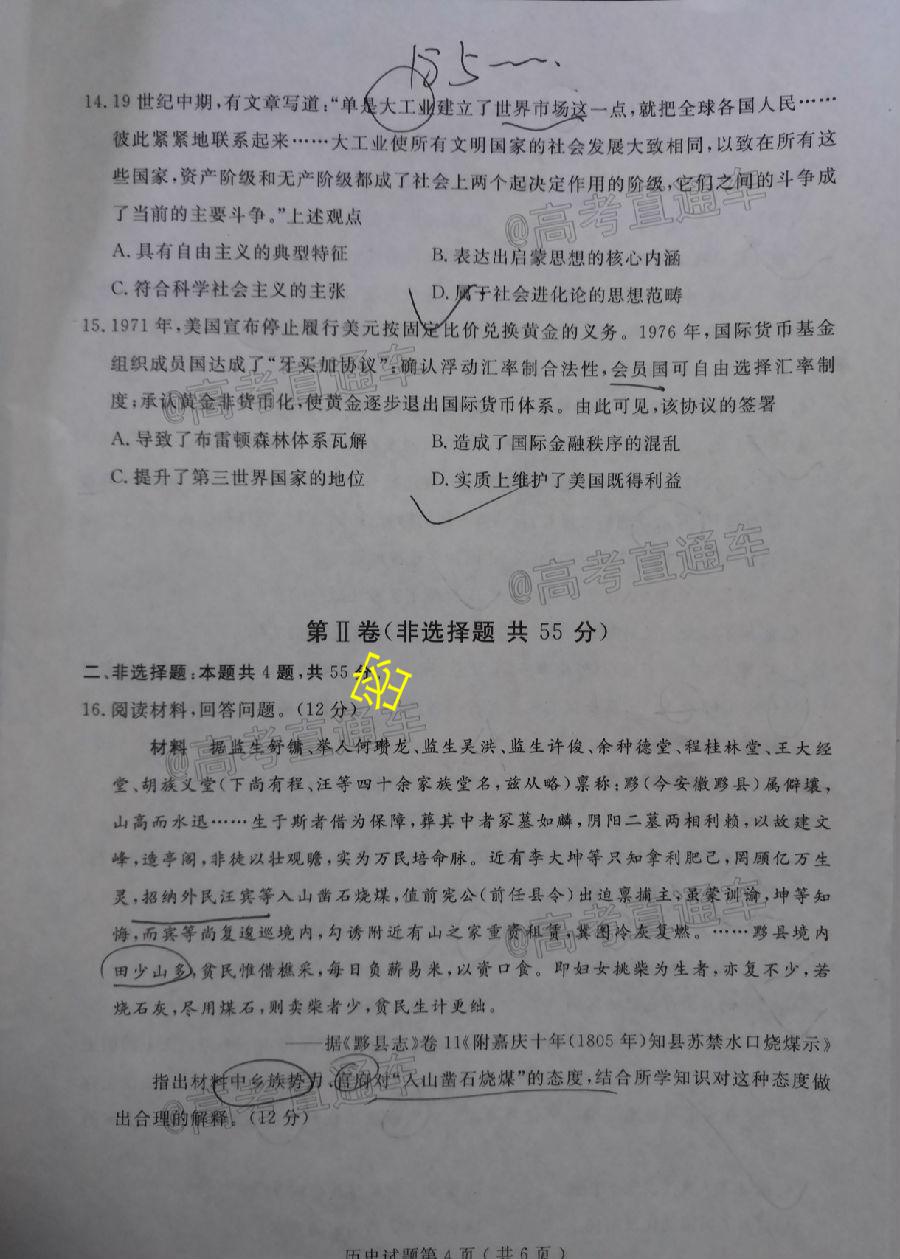 155
14.19世纪中期,有文章写道:“单是大工业建立了世界市场这一点,就把全球各国人民……
彼此紧紧地联系起来……大工业使所有文明国家的社会发展大致相同,以致在所有这
些国家,资产阶级和无产阶级都成了社会上两个起决定作用的阶级,它们之间的斗争成
了当前的主要斗争。”上述观点
A.具有自由主义的典型特征 B.表达出启蒙思想的核心内涵
C.符合科学社会主义的主张 D.属于社会进化论的思想范畴
15.1971年,美国宣布停止履行美元按固定比价兑换黄金的义务。1976年,国际货币基金
组织成员国达成了“牙买加协议”:确认浮动汇率制合法性,会员国可自由选择汇率制
度;承认黄金非货币化,使黄金逐步退出国际货币体系。由此可见,该协议的签署
A.导致了布雷顿森林体系瓦解 B.造成了国际金融秩序的混乱
C.提升了第三世界国家的地位 D.实质上维护了美国既得利益
第Ⅱ卷(非选择题 共55分)
二、非选择题:本题共4题,共55分。
16.阅读材料,回答问题。(12分)
材料 据监生舒镛、举人何瓒龙、监生吴洪、监生许俊、余种德堂、程桂林堂、王大经
堂、胡族义堂(下尚有程、汪等四十余家族堂名,兹从略)禀称:黟(今安徽黟县)属僻壤,
山高而水迅……生于斯者借为保障,葬其中者冢墓如鳞,阴阳二墓两相利赖,以故建文
峰,造亭阁,非徒以壮观瞻,实为万民培命脉。近有李大坤等只知拿利肥己,罔顾亿万生
灵,招纳外民汪宾等入山凿石烧煤,值前宪公(前任县令)出迫禀捕主,虽蒙训谕,坤等知
悔,而宾等尚复逡巡境内,勾诱附近有山之家重资租赁,冀图冷灰复燃。……黟县境内
田少山多,贫民惟借樵采,每日负薪易米,以资口食。即妇女挑柴为生者,亦复不少,若
烧石灰,尽用煤石,则卖柴者少,贫民生计更绌。
——据《黟县志》卷11《附嘉庆十年(1805年)知县苏禁水口烧煤示》
指出材料中乡族势力、官府对“入山凿石烧煤”的态度,结合所学知识对这种态度做
出合理的解释。(12分)
历史试题第4页(共6页)
@高考直通车
@高考直通车
@高考直通车
@高考直通车
@高考直通车
@高考直通车